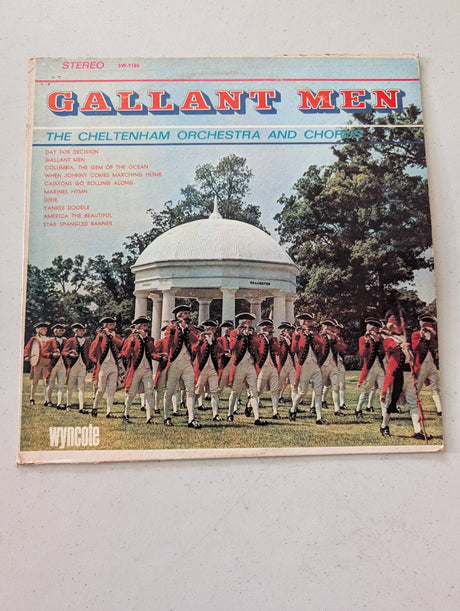 STEREO SW-9186
GALLANT MEN
THE CHELTENHAM ORCHESTRA AND CHORUS
DAY FOR DECISION
GALLANT MEN
COLUMBIA, THE GEM OF THE OCEAN
WHEN JOHNNY COMES MARCHING HOME
CAISSONS GO ROLLING ALONG
MARINES HYMN
DIXIE
YANKEE DOODLE
AMERICA THE BEAUTIFUL
STAR SPANGLED BANNER
wyncote